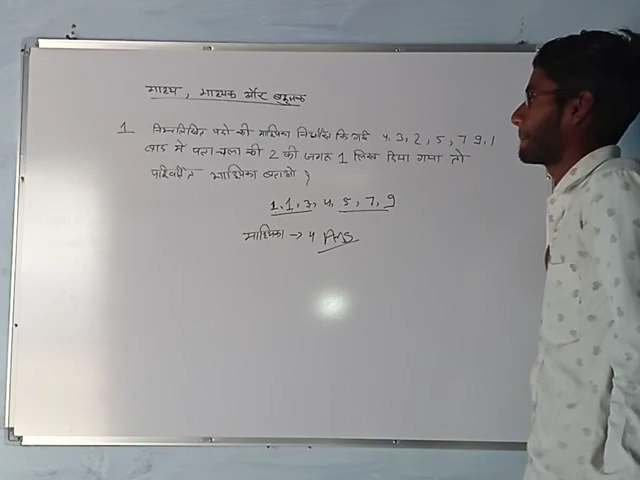 माध्य, माध्यक और बहुलक
1 निम्नलिखित पदो की माध्यिका निर्धारित कि गई 4, 3, 2, 5, 7 9, 1
बाद मे पता चला की 2 की जगह 1 लिख दिया गया तो
परिवर्तित माध्यिका बताओ ?
1, 1, 3, 4, 5, 7, 9
माध्यिका → 4 Ans